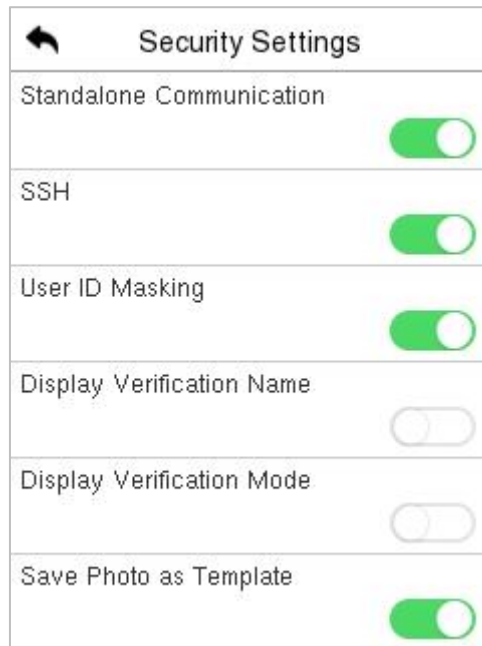 Security Settings
Standalone Communication
SSH
User ID Masking
Display Verification Name
Display Verification Mode
Save Photo as Template